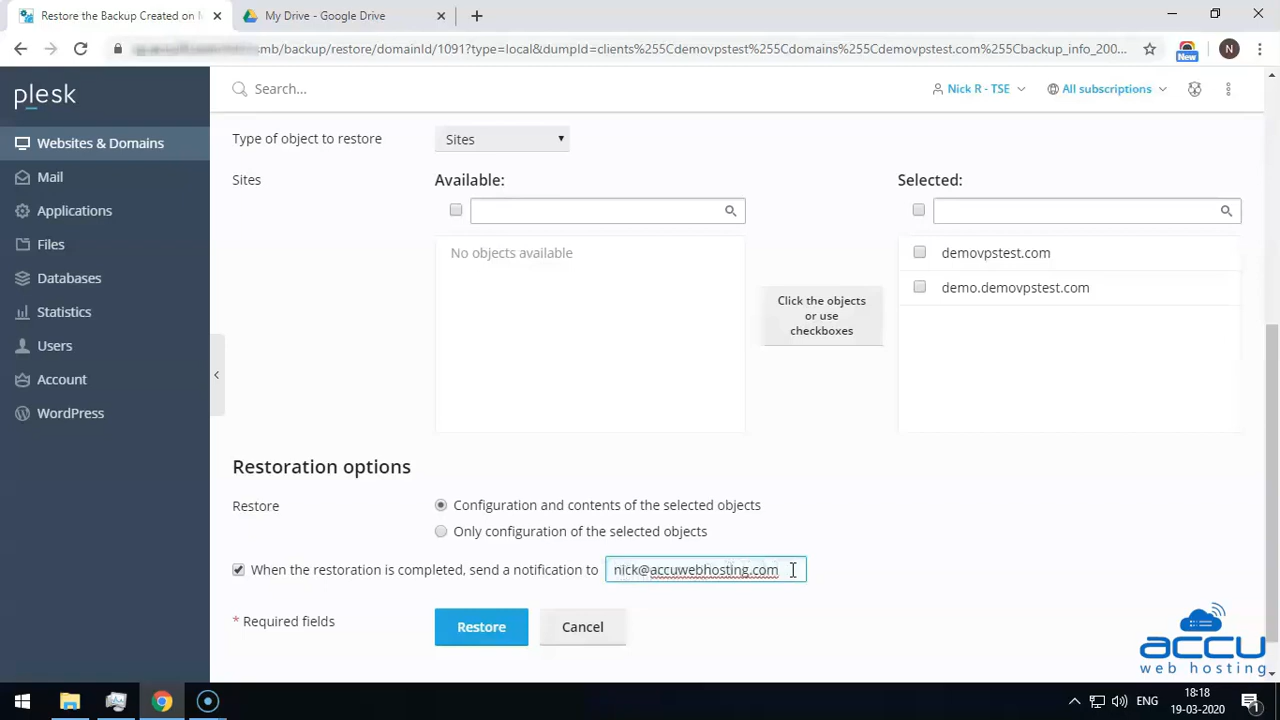 Restore the Backup Created on
My Drive - Google Drive
smb/backup/restore/domainId/1091?type=local&dumpId=clients%255Cdemovpstest%255Cdomains%255Cdemovpstest.com%255Cbackup_info_200...
New
N
plesk
Search...
Nick R - TSE
All subscriptions
Websites & Domains
Mail
Applications
Files
Databases
Statistics
Users
Account
WordPress
Type of object to restore
Sites
Sites
Available:
Selected:
No objects available
Click the objects
or use
checkboxes
demovpstest.com
demo.demovpstest.com
Restoration options
Restore
Configuration and contents of the selected objects
Only configuration of the selected objects
When the restoration is completed, send a notification to
nick@accuwebhosting.com
* Required fields
Restore
Cancel
ACCU
web hosting
ENG
18:18
19-03-2020
1